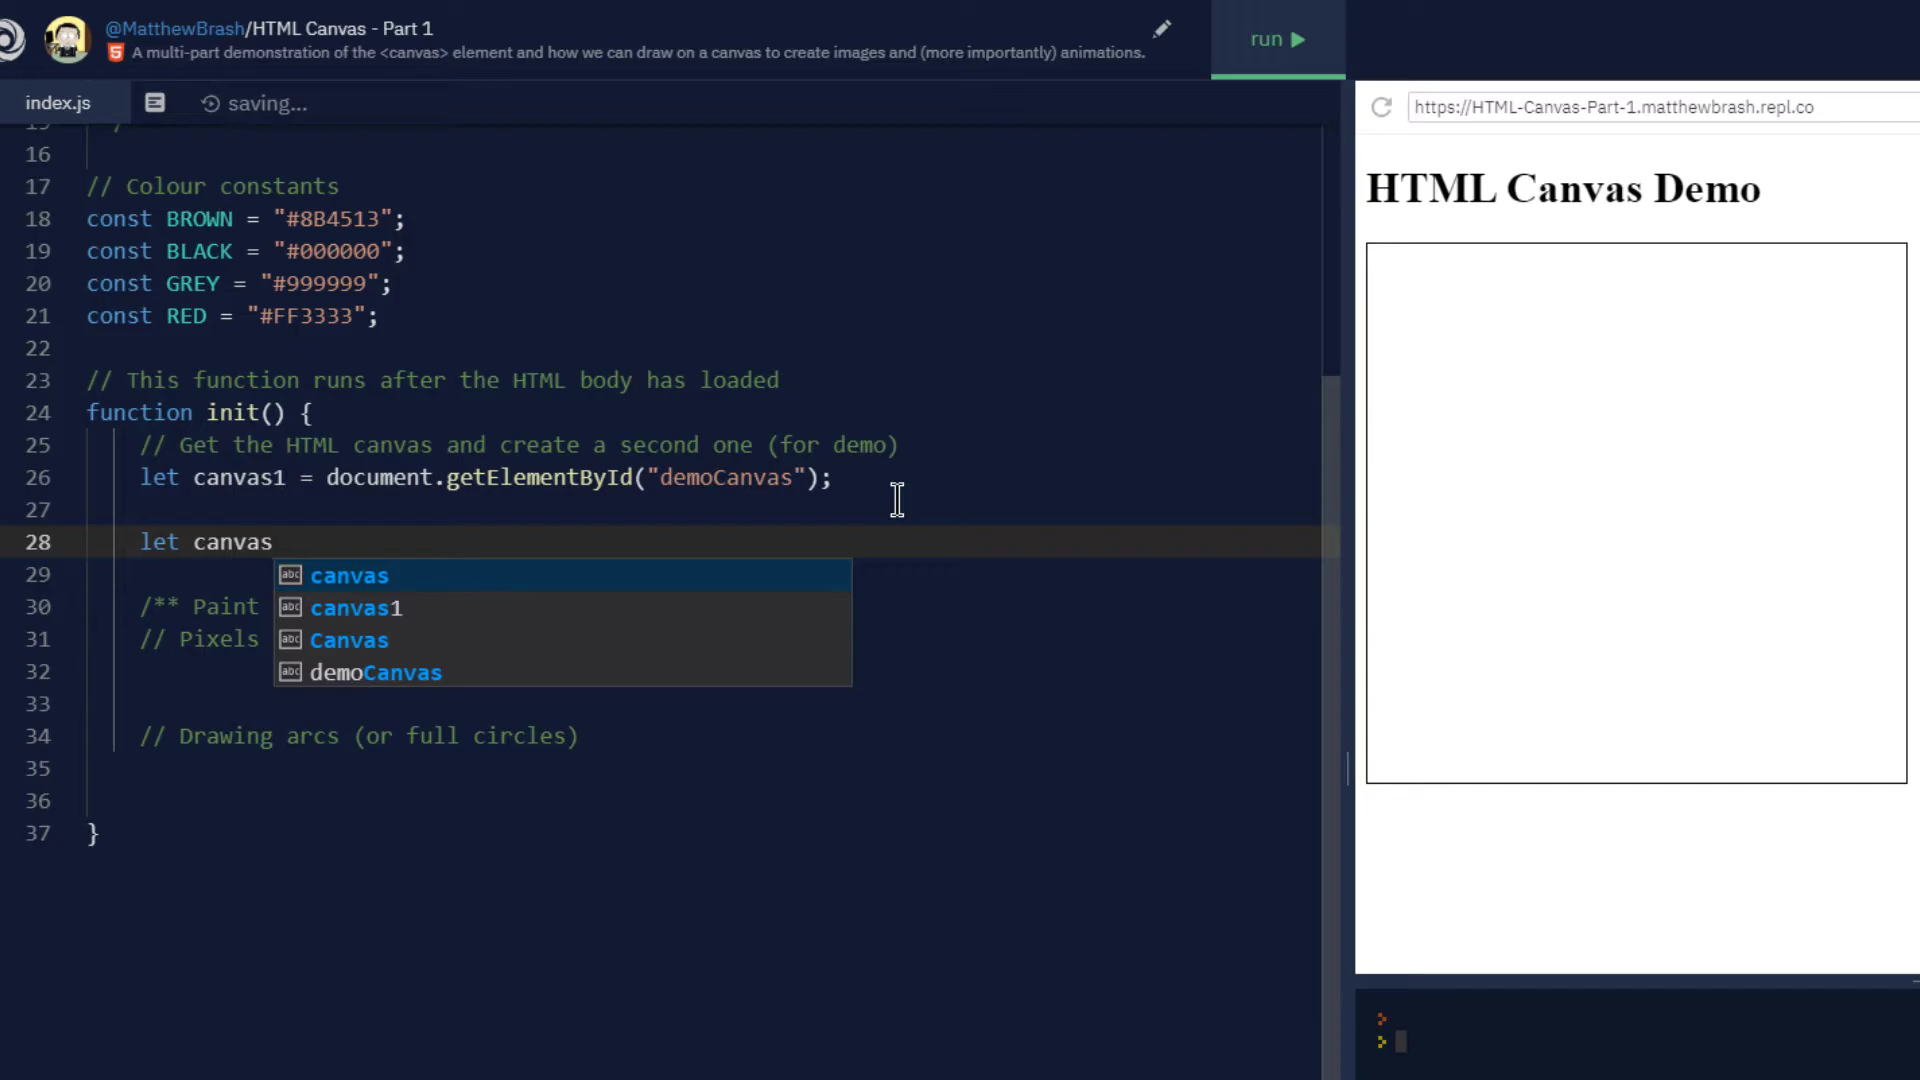 @MatthewBrash/HTML Canvas - Part 1
A multi-part demonstration of the <canvas> element and how we can draw on a canvas to create images and (more importantly) animations.
run
index.js
saving...
https://HTML-Canvas-Part-1.matthewbrash.repl.co
16
17 // Colour constants
18 const BROWN = "#8B4513";
19 const BLACK = "#000000";
20 const GREY = "#999999";
21 const RED = "#FF3333";
22
23 // This function runs after the HTML body has loaded
24 function init() {
25 // Get the HTML canvas and create a second one (for demo)
26 let canvas1 = document.getElementById("demoCanvas");
27
28 let canvas
29
30 /** Paint
31 // Pixels
32
33
34 // Drawing arcs (or full circles)
35
36
37 }
abc canvas
abc canvas1
abc Canvas
abc demoCanvas
HTML Canvas Demo
>
>